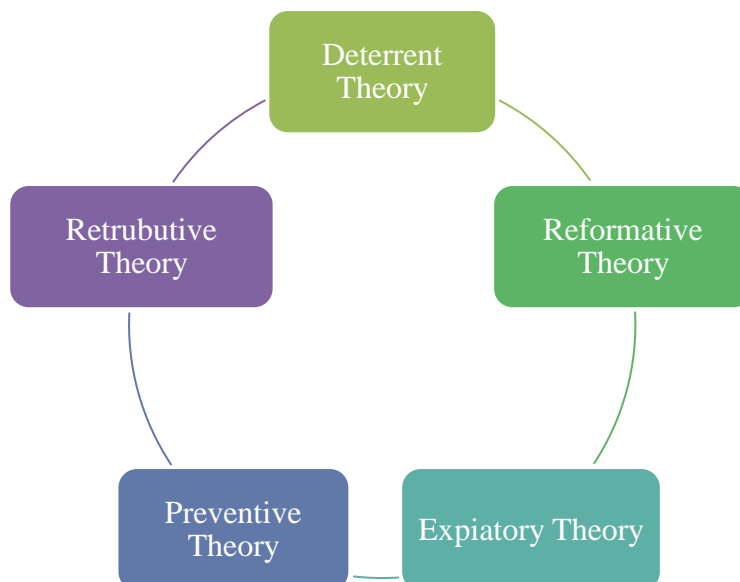 Deterrent
Theory
Retrubutive
Theory
Reformative
Theory
Preventive
Theory
Expiatory Theory